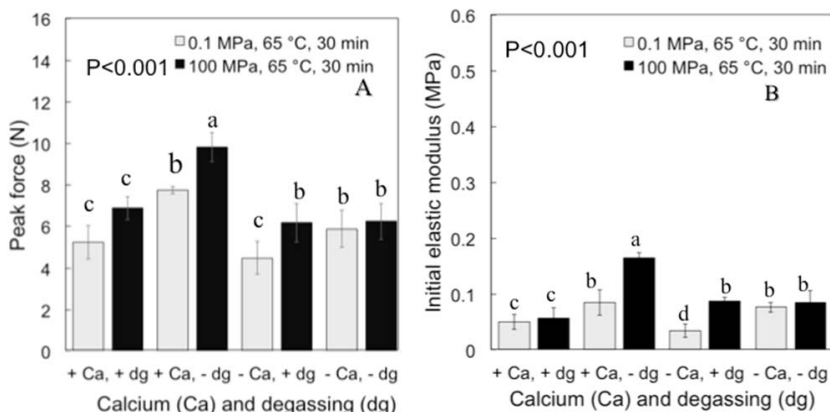 16
14
12
10
8
6
4
2
0
Peak force (N)
0.1 MPa, 65 °C, 30 min
100 MPa, 65 °C, 30 min
P<0.001
A
c
c
b
a
c
b
b
b
+ Ca, + dg
+ Ca, - dg
- Ca, + dg
- Ca, - dg
Calcium (Ca) and degassing (dg)
0.6
0.5
0.4
0.3
0.2
0.1
0
Initial elastic modulus (MPa)
0.1 MPa, 65 °C, 30 min
100 MPa, 65 °C, 30 min
P<0.001
B
c
c
b
a
d
b
b
b
+ Ca, + dg
+ Ca, - dg
- Ca, + dg
- Ca, - dg
Calcium (Ca) and degassing (dg)